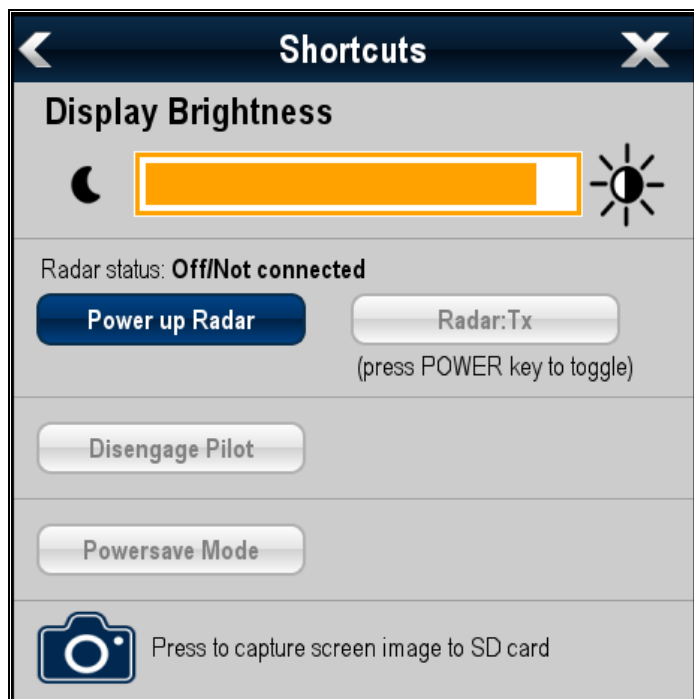 Shortcuts
Display Brightness
Radar status: Off/Not connected
Power up Radar
Radar:Tx
(press POWER key to toggle)
Disengage Pilot
Powersave Mode
Press to capture screen image to SD card